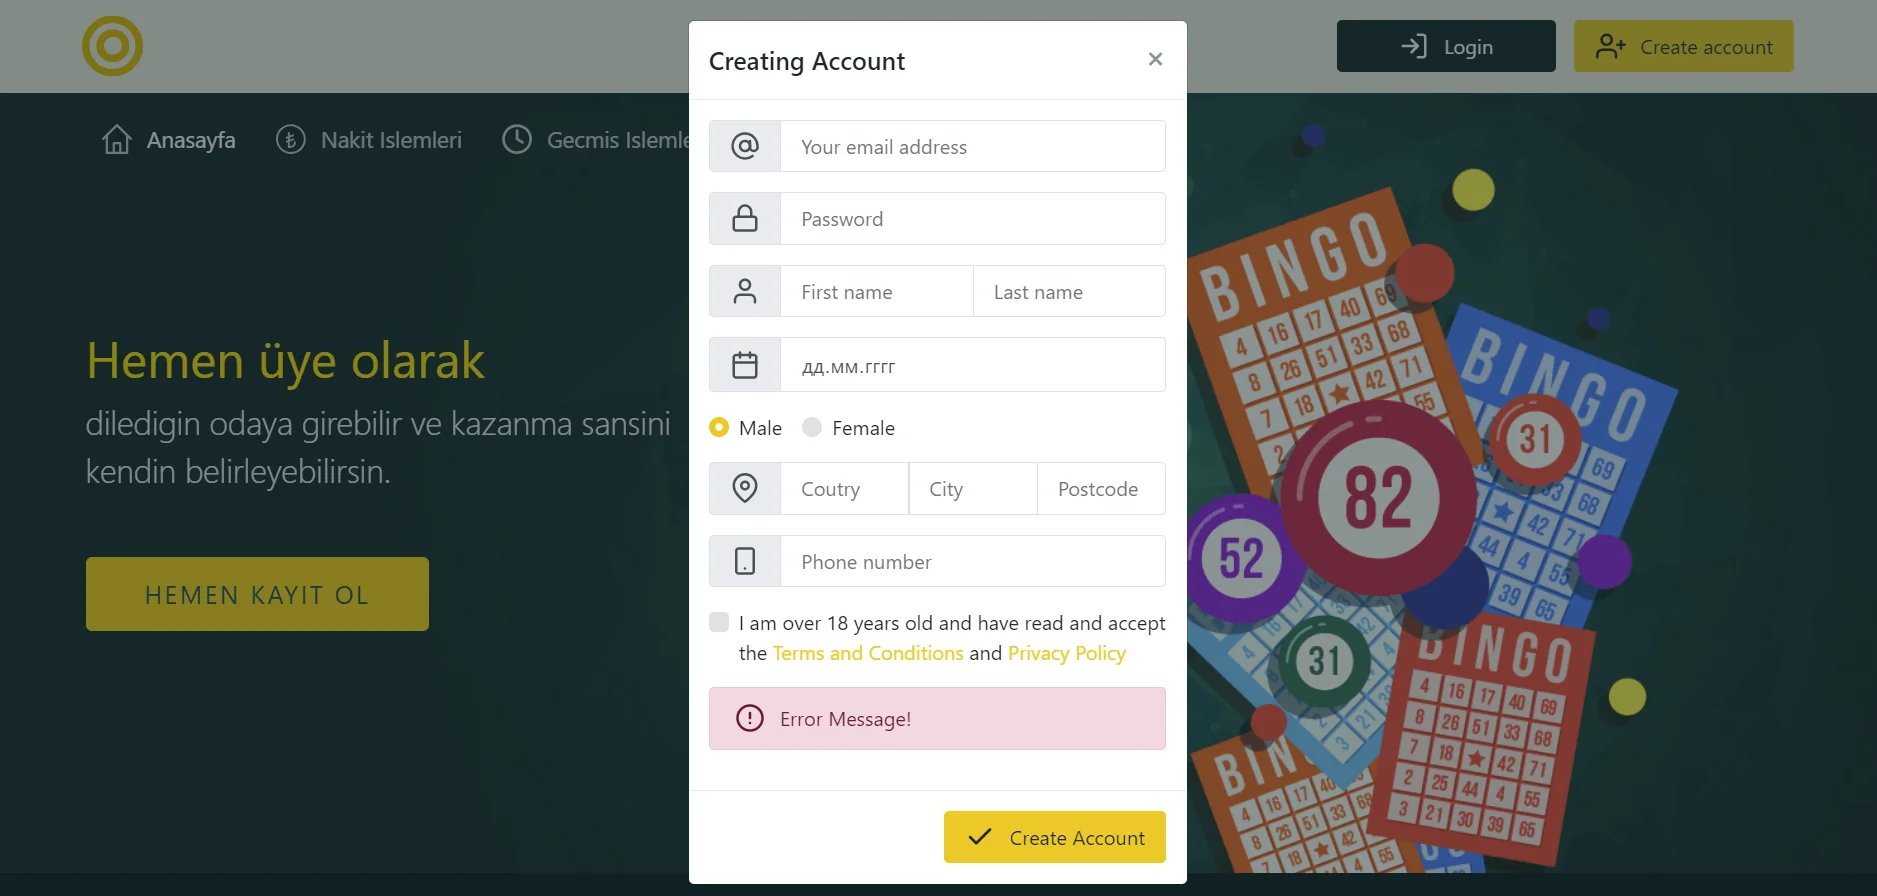 Login
Create account
Anasayfa
Nakit Islemleri
Gecmis Islemle
Hemen üye olarak
diledigin odaya girebilir ve kazanma sansini
kendin belirleyebilirsin.
HEMEN KAYIT OL
Creating Account
Your email address
Password
First name
Last name
дд.мм.гггг
Male
Female
Coutry
City
Postcode
Phone number
I am over 18 years old and have read and accept
the Terms and Conditions and Privacy Policy
Error Message!
Create Account
BINGO
4 16 17 40 69
8 26 51 33 68
7 18 ★ 42 71
2
55
BINGO
69
33 68
★ 42 71
44 4 55
39 65
82
31
52
31
BINGO
4 16 17 40 69
8 26 51 33 68
7 18 ★ 42 71
2 25 44 4 55
3 21 30 39 65
BING
4 16 17 40 69
8 26 51 33 68
7 18 ★ 42
4 55